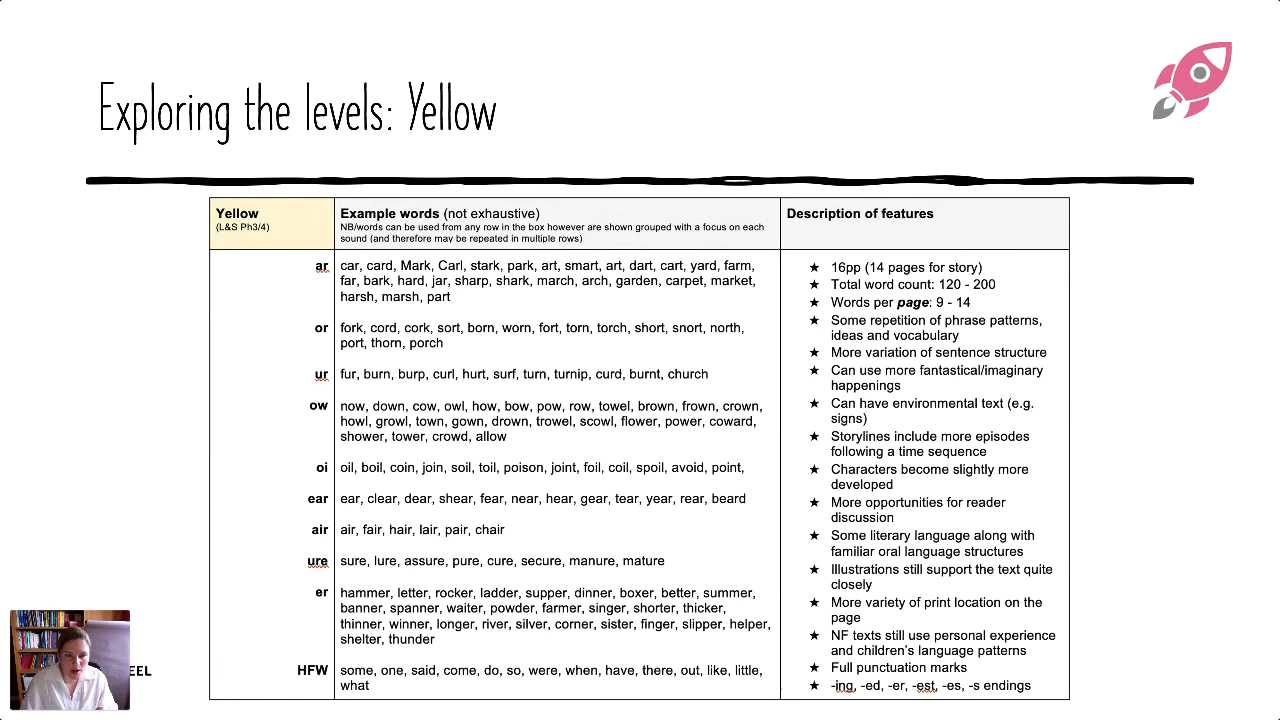 Exploring the levels: Yellow
Yellow
(L&S Ph3/4)
Example words (not exhaustive)
NB/words can be used from any row in the box however are shown grouped with a focus on each
sound (and therefore may be repeated in multiple rows)
Description of features
ar
car, card, Mark, Carl, stark, park, art, smart, art, dart, cart, yard, farm,
far, bark, hard, jar, sharp, shark, march, arch, garden, carpet, market,
harsh, marsh, part
or
fork, cord, cork, sort, born, worn, fort, torn, torch, short, snort, north,
port, thorn, porch
ur
fur, burn, burp, curl, hurt, surf, turn, turnip, curd, burnt, church
ow
now, down, cow, owl, how, bow, pow, row, towel, brown, frown, crown,
howl, growl, town, gown, drown, trowel, scowl, flower, power, coward,
shower, tower, crowd, allow
oi
oil, boil, coin, join, soil, toil, poison, joint, foil, coil, spoil, avoid, point,
ear
ear, clear, dear, shear, fear, near, hear, gear, tear, year, rear, beard
air
air, fair, hair, lair, pair, chair
ure
sure, lure, assure, pure, cure, secure, manure, mature
er
hammer, letter, rocker, ladder, supper, dinner, boxer, better, summer,
banner, spanner, waiter, powder, farmer, singer, shorter, thicker,
thinner, winner, longer, river, silver, corner, sister, finger, slipper, helper,
shelter, thunder
HFW
some, one, said, come, do, so, were, when, have, there, out, like, little,
what
★ 16pp (14 pages for story)
★ Total word count: 120 - 200
★ Words per page: 9 - 14
★ Some repetition of phrase patterns,
ideas and vocabulary
★ More variation of sentence structure
★ Can use more fantastical/imaginary
happenings
★ Can have environmental text (e.g.
signs)
★ Storylines include more episodes
following a time sequence
★ Characters become slightly more
developed
★ More opportunities for reader
discussion
★ Some literary language along with
familiar oral language structures
★ Illustrations still support the text quite
closely
★ More variety of print location on the
page
★ NF texts still use personal experience
and children's language patterns
★ Full punctuation marks
★ -ing, -ed, -er, -est, -es, -s endings
EEL